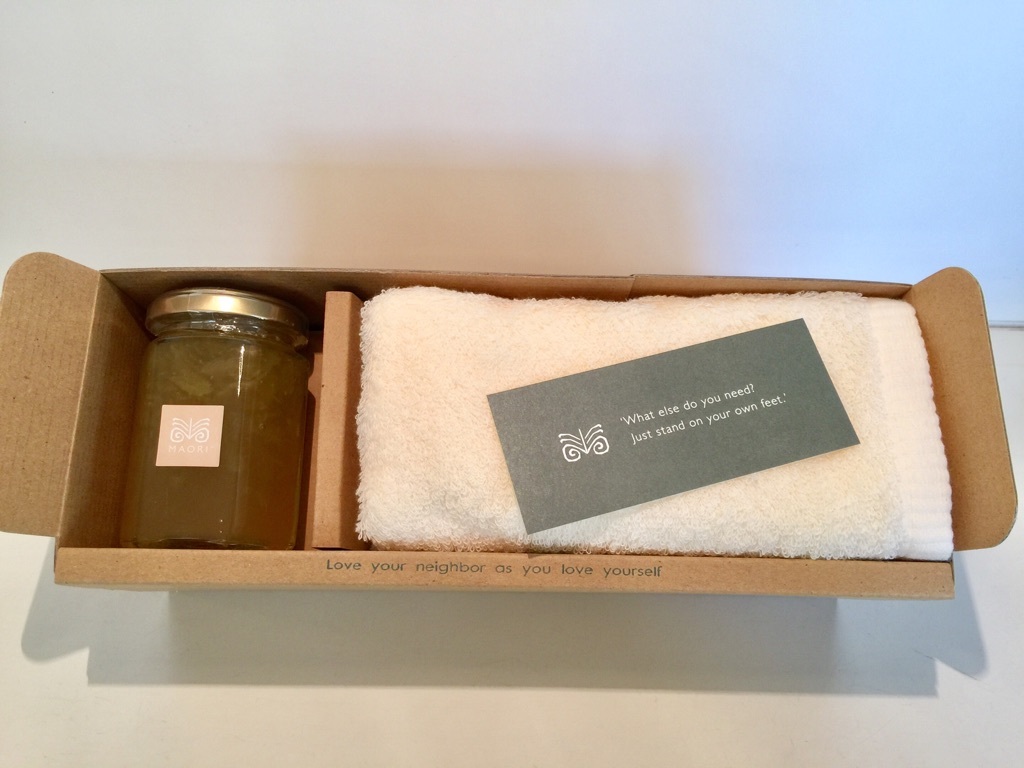 MAORI
'What else do you need?
Just stand on your own feet.'
Love your neighbor as you love yourself